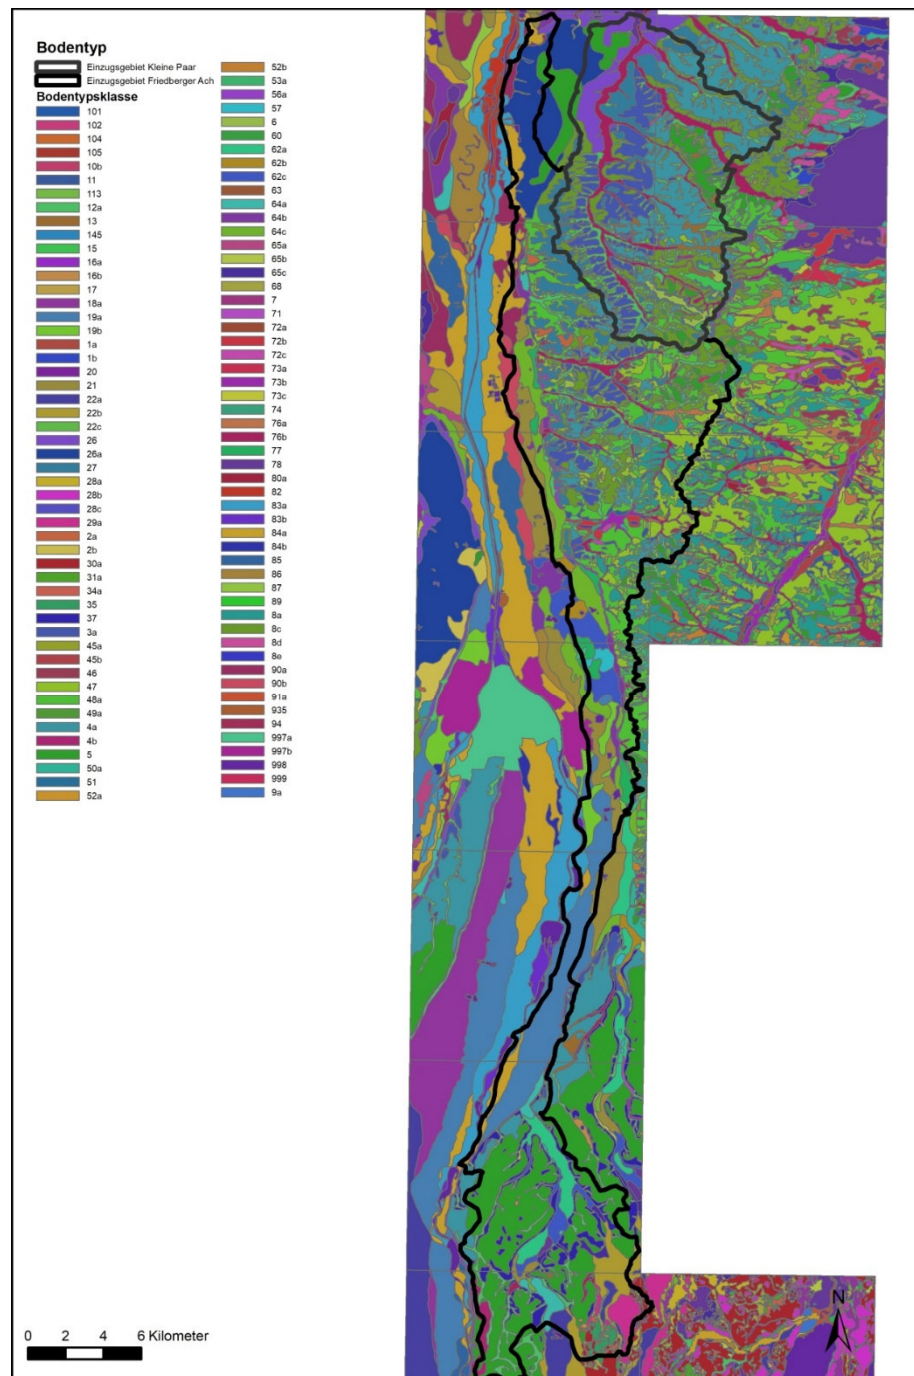 Bodentyp
Einzugsgebiet Kleine Paar
Einzugsgebiet Friedberger Ach
Bodentypsklasse
101
102
104
105
10b
11
113
12a
13
145
15
16a
16b
17
18a
19a
19b
1a
1b
20
21
22a
22b
22c
26
26a
27
28a
28b
28c
29a
2a
2b
30a
31a
34a
35
37
3a
45a
45b
46
47
48a
49a
4a
4b
5
50a
51
52a
52b
53a
56a
57
6
60
62a
62b
62c
63
64a
64b
64c
65a
65b
65c
68
7
71
72a
72b
72c
73a
73b
73c
74
76a
76b
77
78
80a
82
83a
83b
84a
84b
85
86
87
89
8a
8c
8d
8e
90a
90b
91a
935
94
997a
997b
998
999
9a
N
0 2 4 6 Kilometer